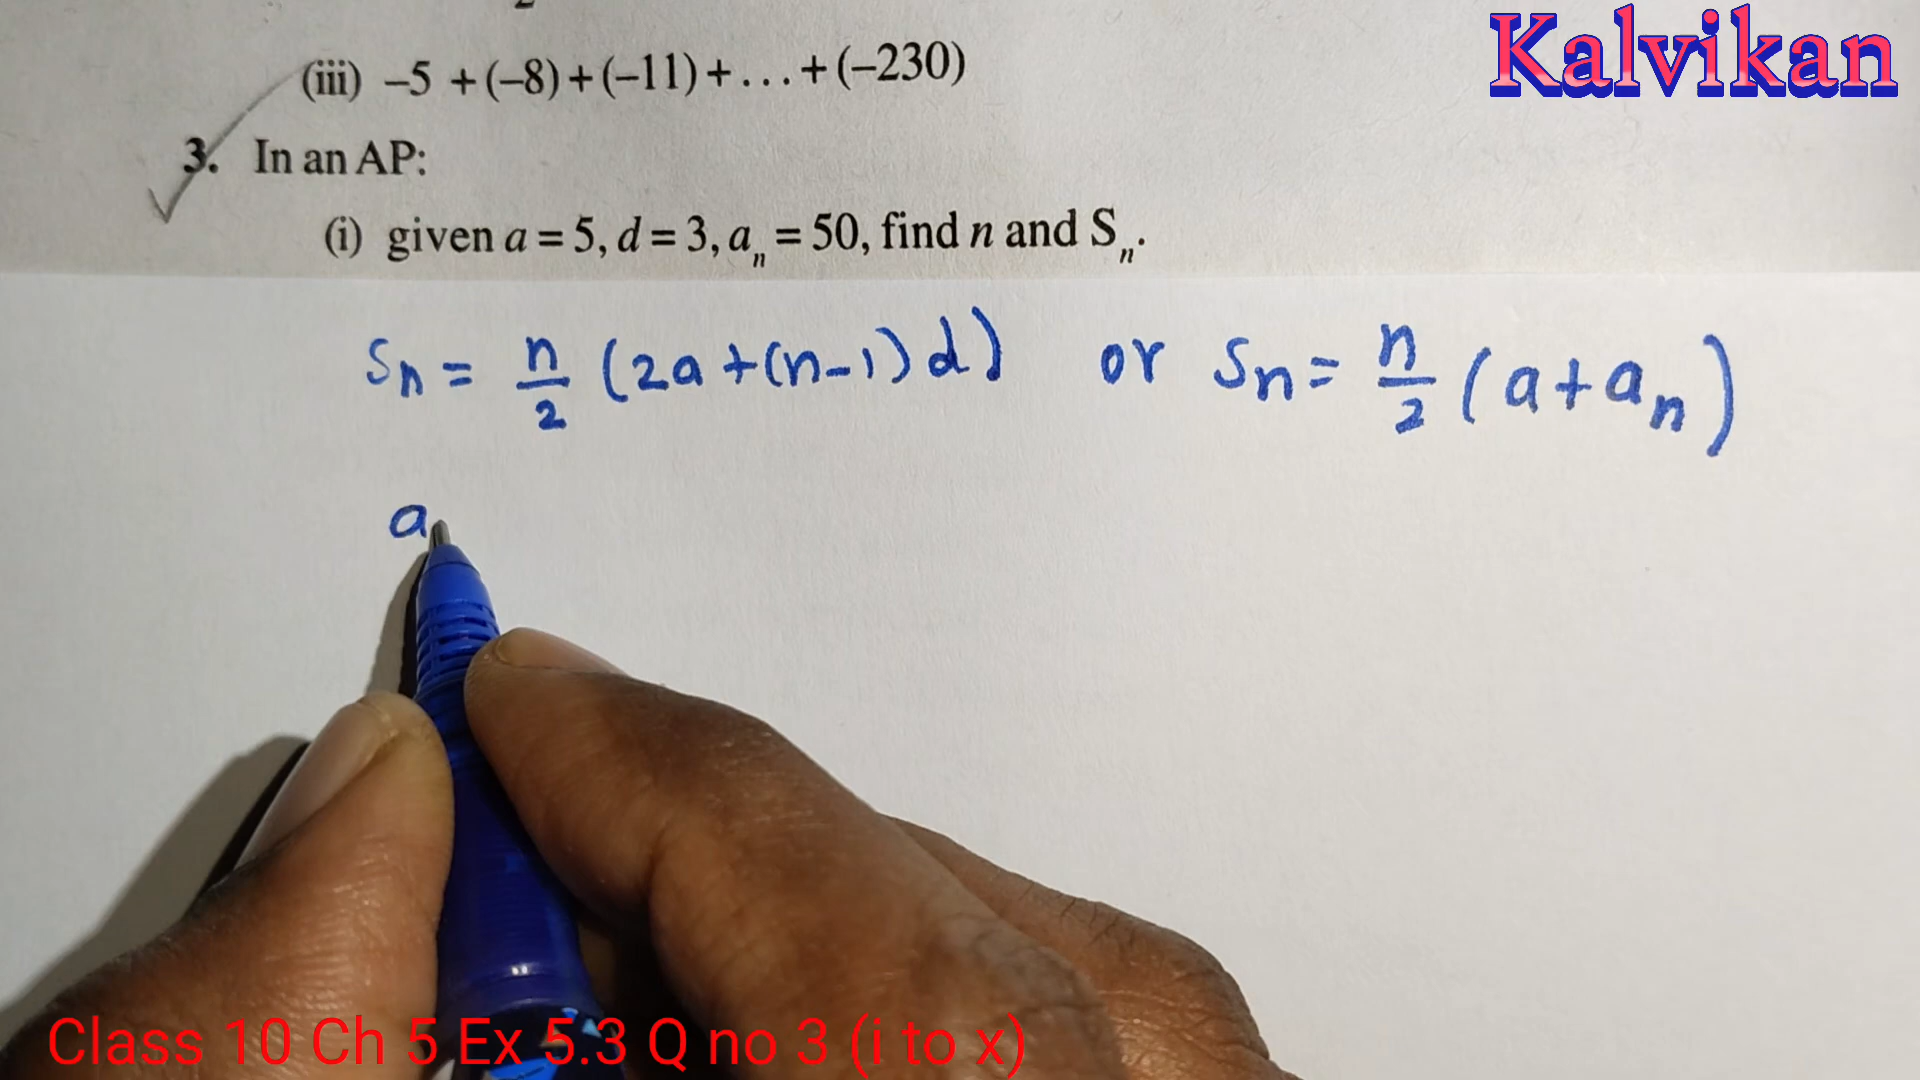 Kalvikan
(iii) –5 + (–8) + (–11) + . . . + (–230)
3. In an AP:
(i) given a = 5, d = 3, aₙ = 50, find n and Sₙ.
Sₙ = n/2 (2a + (n-1) d) or Sₙ = n/2 (a + aₙ)
a
Class 10 Ch 5 Ex 5.3 Q no 3 (i to x)